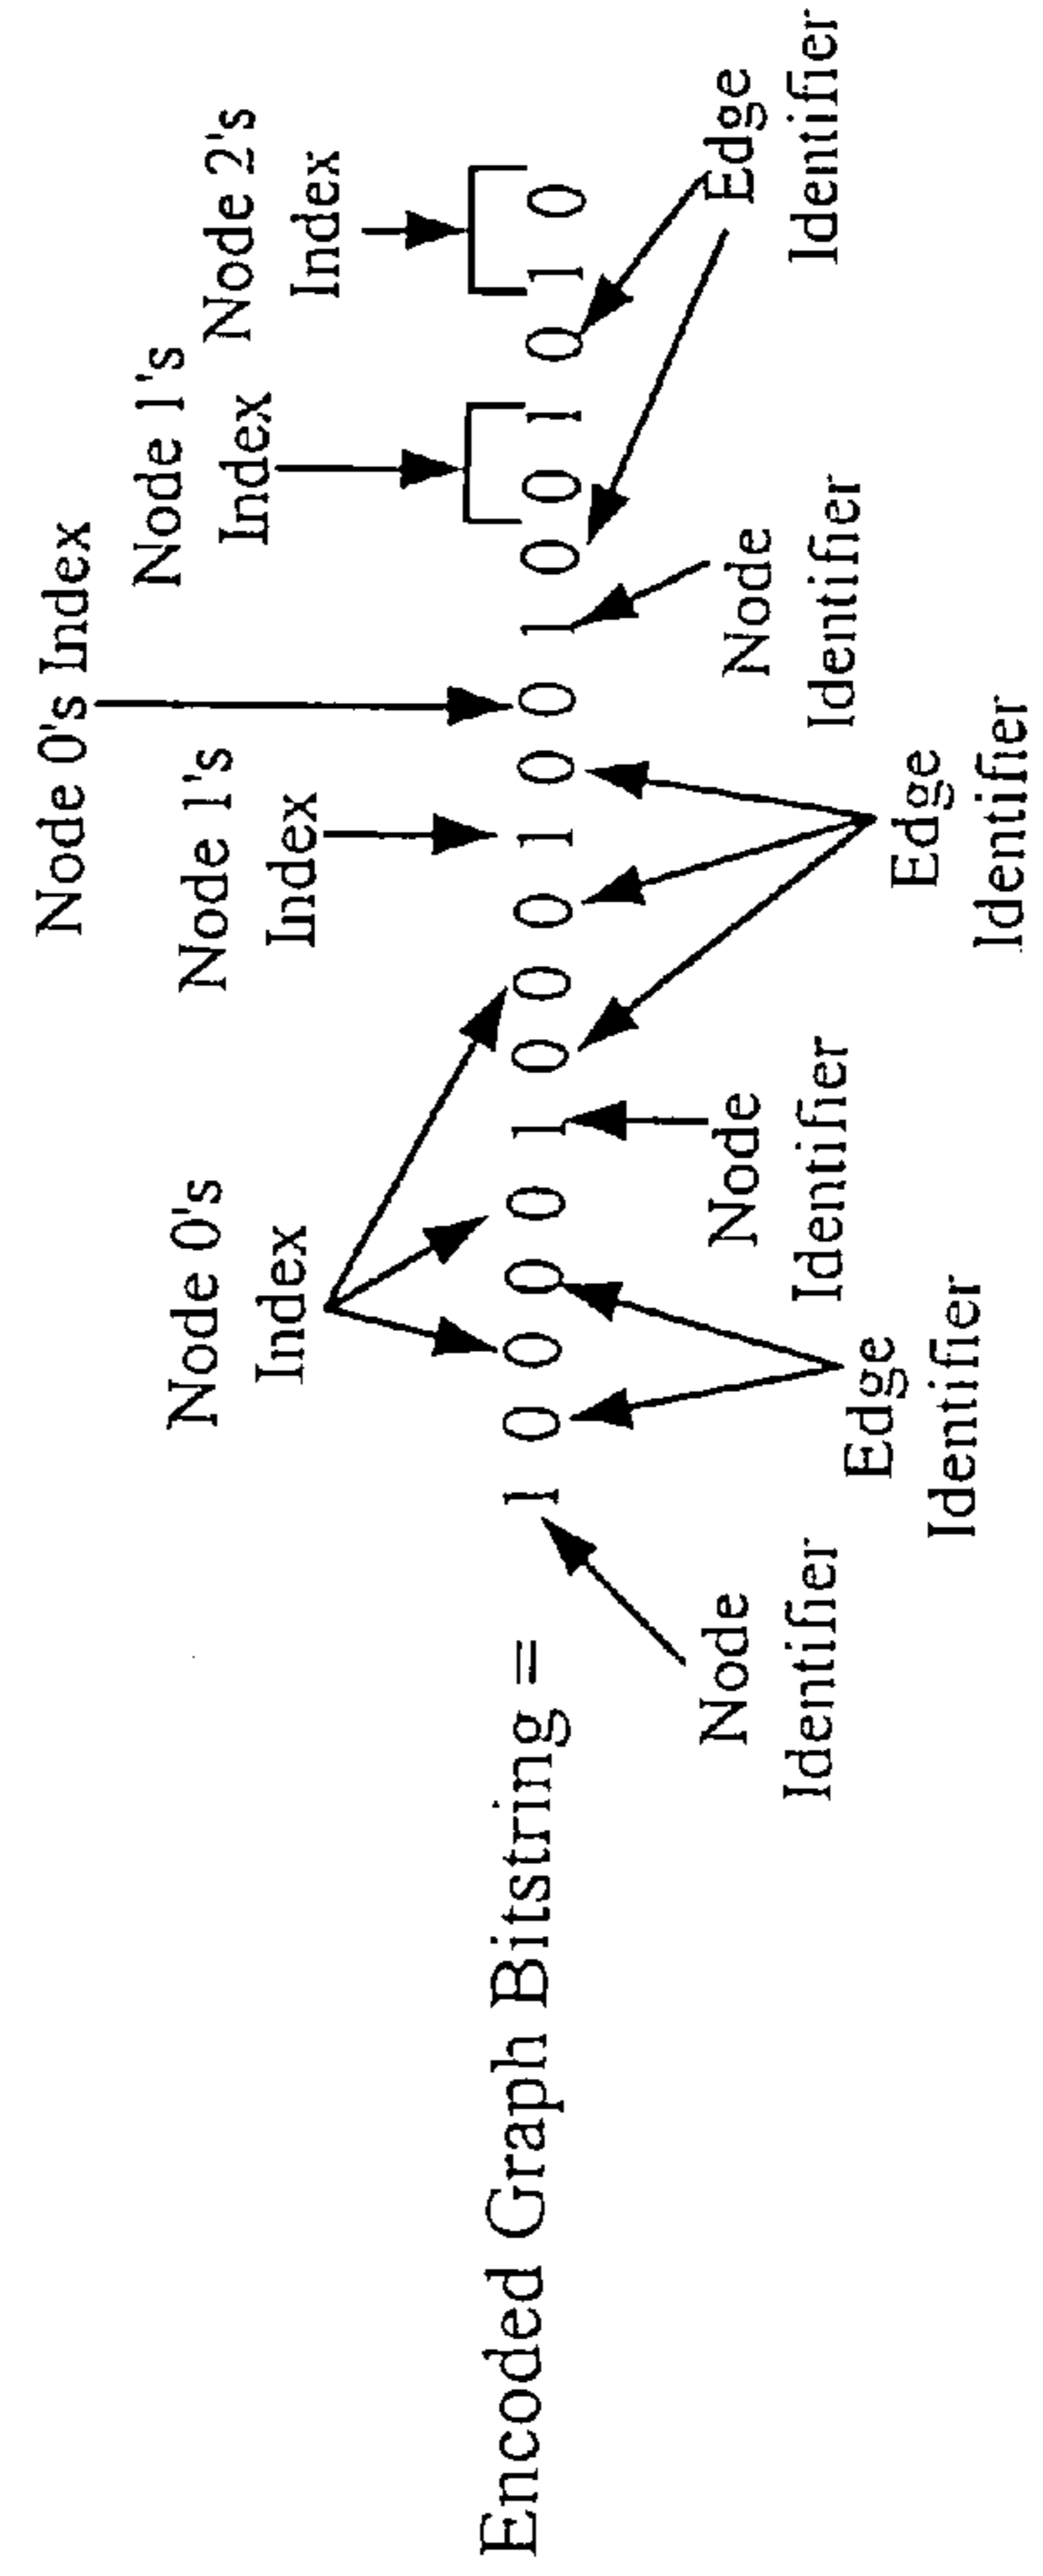 Node 0's Index
Node 0's
Index
Node 1's
Index
Node 1's
Index
Node 2's
Index
Encoded Graph Bitstring = 1 0 0 0 0 1 0 0 0 1 0 0 1 0 0 1 0 1 0
Node
Identifier
Edge
Identifier
Node
Identifier
Edge
Identifier
Node
Identifier
Edge
Identifier